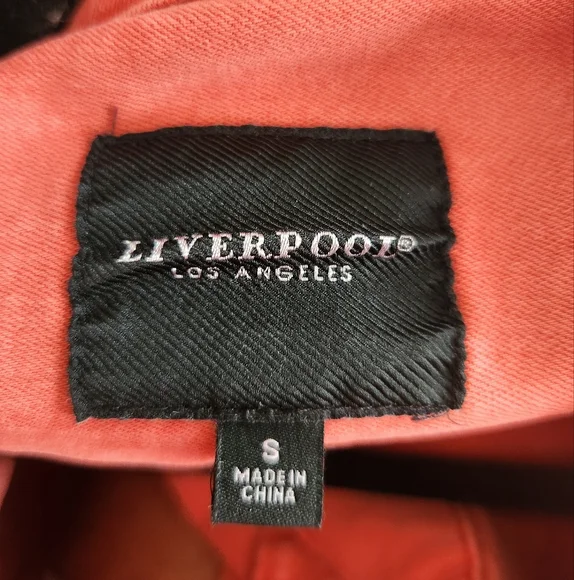 LIVERPOOL®
LOS ANGELES
S
MADE IN
CHINA